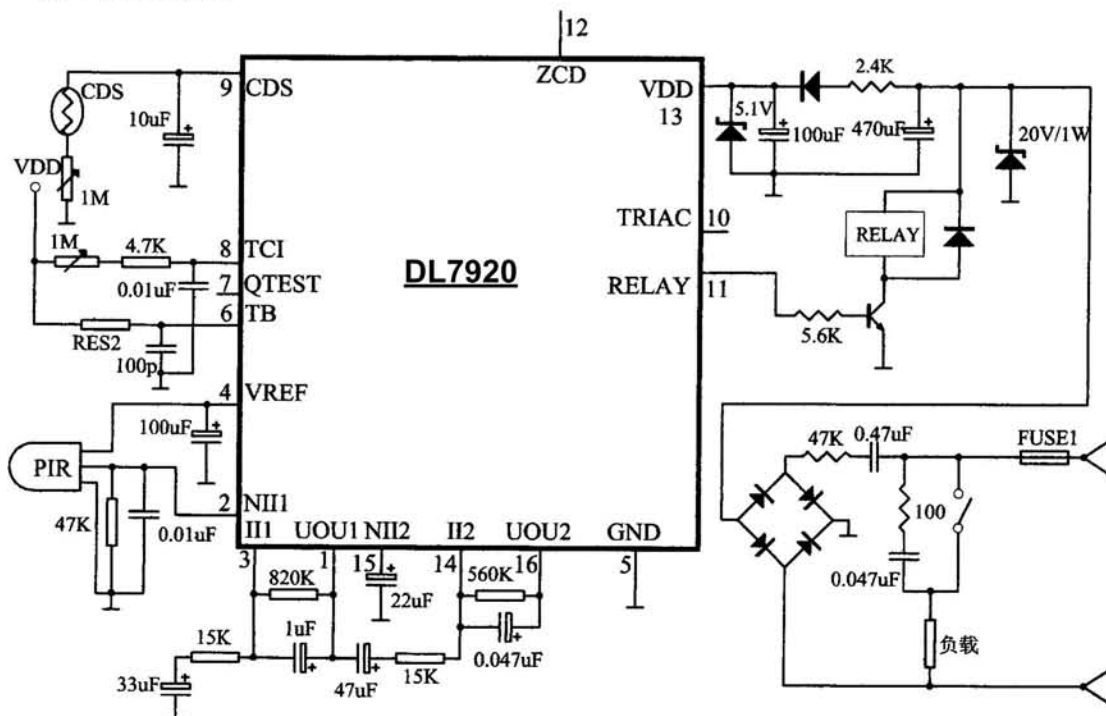 12
ZCD
9
CDS
CDS
10uF
+
VDD
1M
1M
4.7K
8
TCI
0.01uF
7
QTEST
6
TB
RES2
100p
4
VREF
100uF
+
PIR
2
NII1
47K
0.01uF
DL7920
VDD
13
5.1V
100uF
+
2.4K
470uF
+
20V/1W
TRIAC
10
RELAY
11
RELAY
5.6K
II1
UOU1
NII2
II2
UOU2
GND
3
1
15
14
16
5
820K
22uF
+
560K
15K
1uF
+
47uF
+
15K
0.047uF
+
33uF
+
47K
0.47uF
FUSE1
100
0.047uF
负载